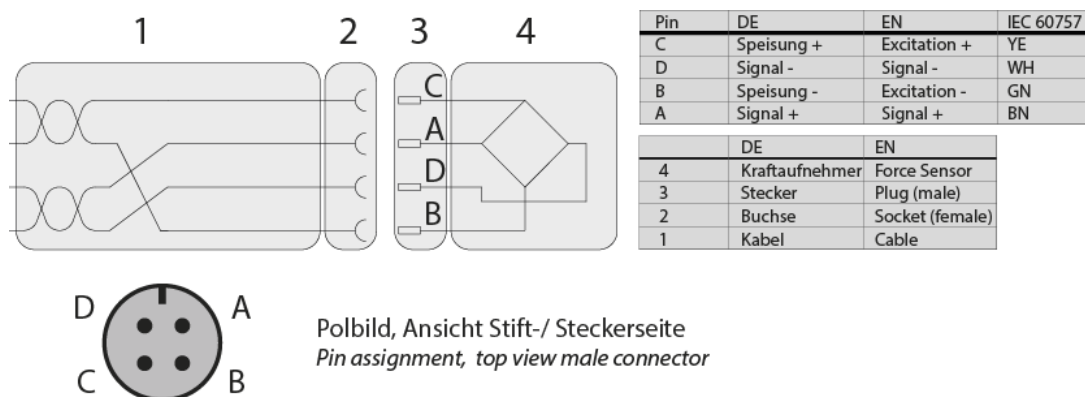 1 2 3 4
C
A
D
B
Pin DE EN IEC 60757
C Speisung + Excitation + YE
D Signal - Signal - WH
B Speisung - Excitation - GN
A Signal + Signal + BN
DE EN
4 Kraftaufnehmer Force Sensor
3 Stecker Plug (male)
2 Buchse Socket (female)
1 Kabel Cable
D A
C B
Polbild, Ansicht Stift-/ Steckerseite
Pin assignment, top view male connector